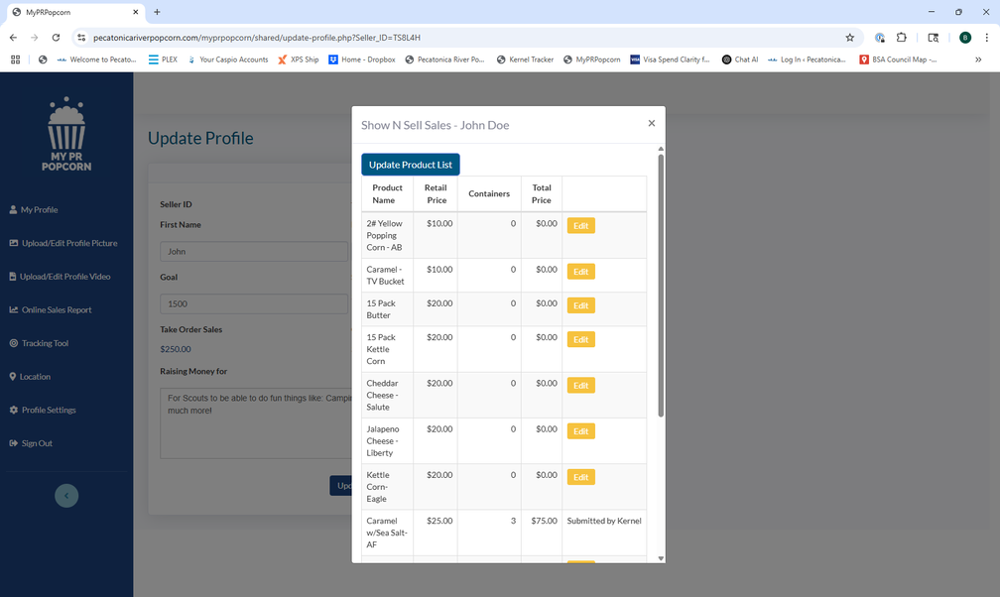 MyPRPopcorn
pecatonicariverpopcorn.com/myprpopcorn/shared/update-profile.php?Seller_ID=TS8L4H
B
Welcome to Pecato...
PLEX
Your Caspio Accounts
XPS Ship
Home - Dropbox
Pecatonica River Po...
Kernel Tracker
MyPRPopcorn
VISA
Visa Spend Clarity f...
Chat AI
Log In ‹ Pecatonica...
BSA Council Map -...
MY PR
POPCORN
My Profile
Upload/Edit Profile Picture
Upload/Edit Profile Video
Online Sales Report
Tracking Tool
Location
Profile Settings
Sign Out
Update Profile
Seller ID
First Name
John
Goal
1500
Take Order Sales
$250.00
Raising Money for
For Scouts to be able to do fun things like: Campi
much more!
Upd
Show N Sell Sales - John Doe
×
Update Product List
Product Name Retail Price Containers Total Price
2# Yellow Popping Corn - AB $10.00 0 $0.00 Edit
Caramel - TV Bucket $10.00 0 $0.00 Edit
15 Pack Butter $20.00 0 $0.00 Edit
15 Pack Kettle Corn $20.00 0 $0.00 Edit
Cheddar Cheese - Salute $20.00 0 $0.00 Edit
Jalapeno Cheese - Liberty $20.00 0 $0.00 Edit
Kettle Corn- Eagle $20.00 0 $0.00 Edit
Caramel w/Sea Salt- AF $25.00 3 $75.00 Submitted by Kernel